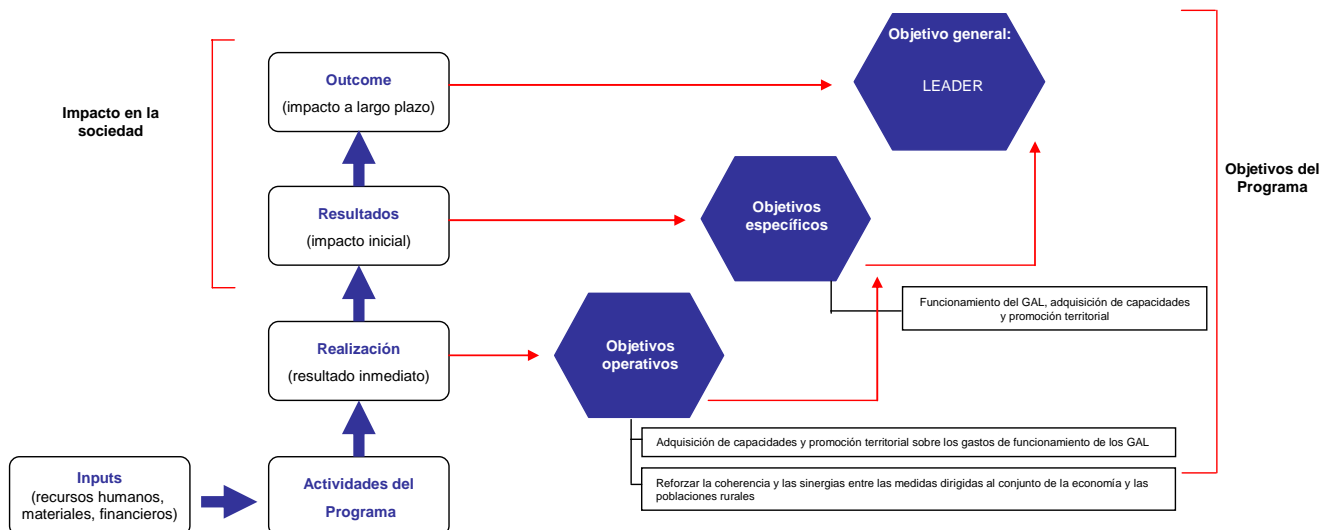 Objetivo general:
LEADER
Outcome
(impacto a largo plazo)
Impacto en la
sociedad
Objetivos del
Programa
Resultados
(impacto inicial)
Objetivos
específicos
Funcionamiento del GAL, adquisición de capacidades
y promoción territorial
Realización
(resultado inmediato)
Objetivos
operativos
Adquisición de capacidades y promoción territorial sobre los gastos de funcionamiento de los GAL
Inputs
(recursos humanos,
materiales, financieros)
Actividades del
Programa
Reforzar la coherencia y las sinergias entre las medidas dirigidas al conjunto de la economía y las
poblaciones rurales